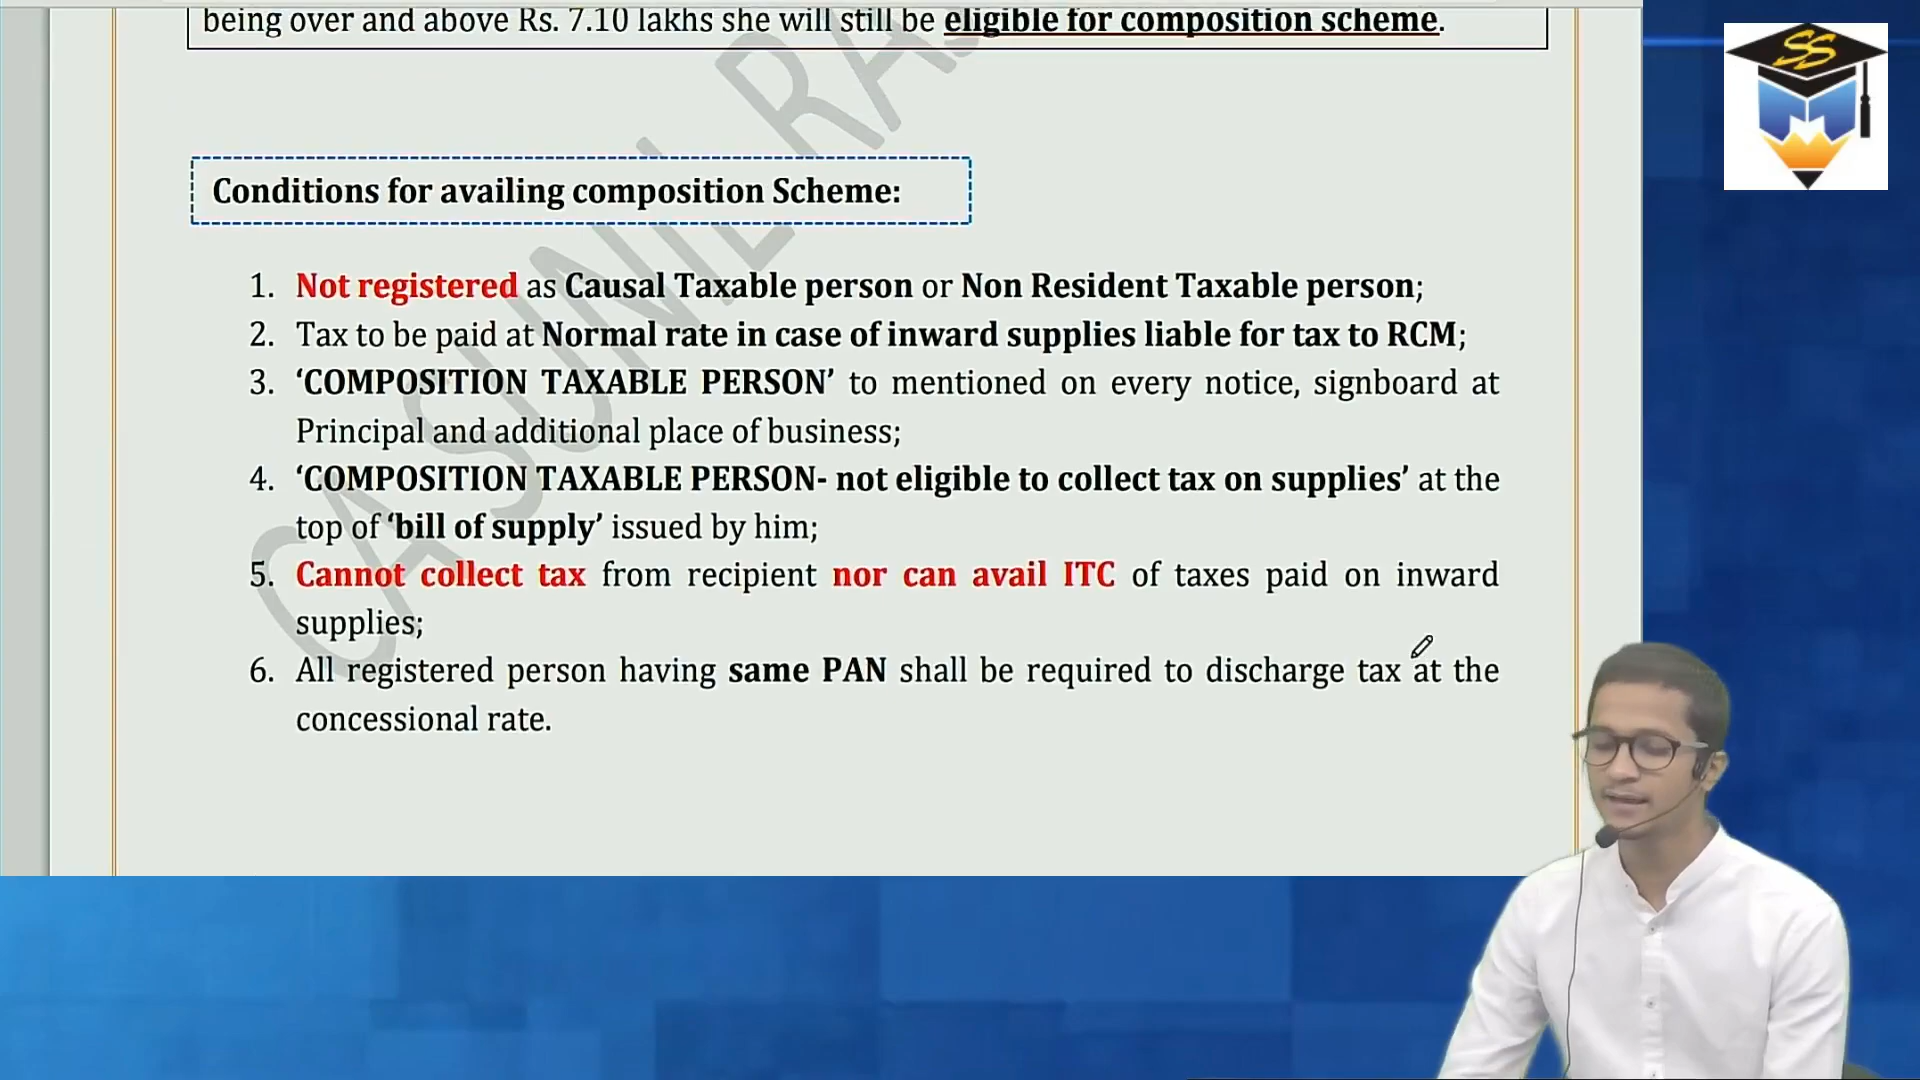 being over and above Rs. 7.10 lakhs she will still be eligible for composition scheme.
Conditions for availing composition Scheme:
1. Not registered as Causal Taxable person or Non Resident Taxable person;
2. Tax to be paid at Normal rate in case of inward supplies liable for tax to RCM;
3. ‘COMPOSITION TAXABLE PERSON’ to mentioned on every notice, signboard at
Principal and additional place of business;
4. ‘COMPOSITION TAXABLE PERSON- not eligible to collect tax on supplies’ at the
top of ‘bill of supply’ issued by him;
5. Cannot collect tax from recipient nor can avail ITC of taxes paid on inward
supplies;
6. All registered person having same PAN shall be required to discharge tax at the
concessional rate.
CA SUNIL
SS